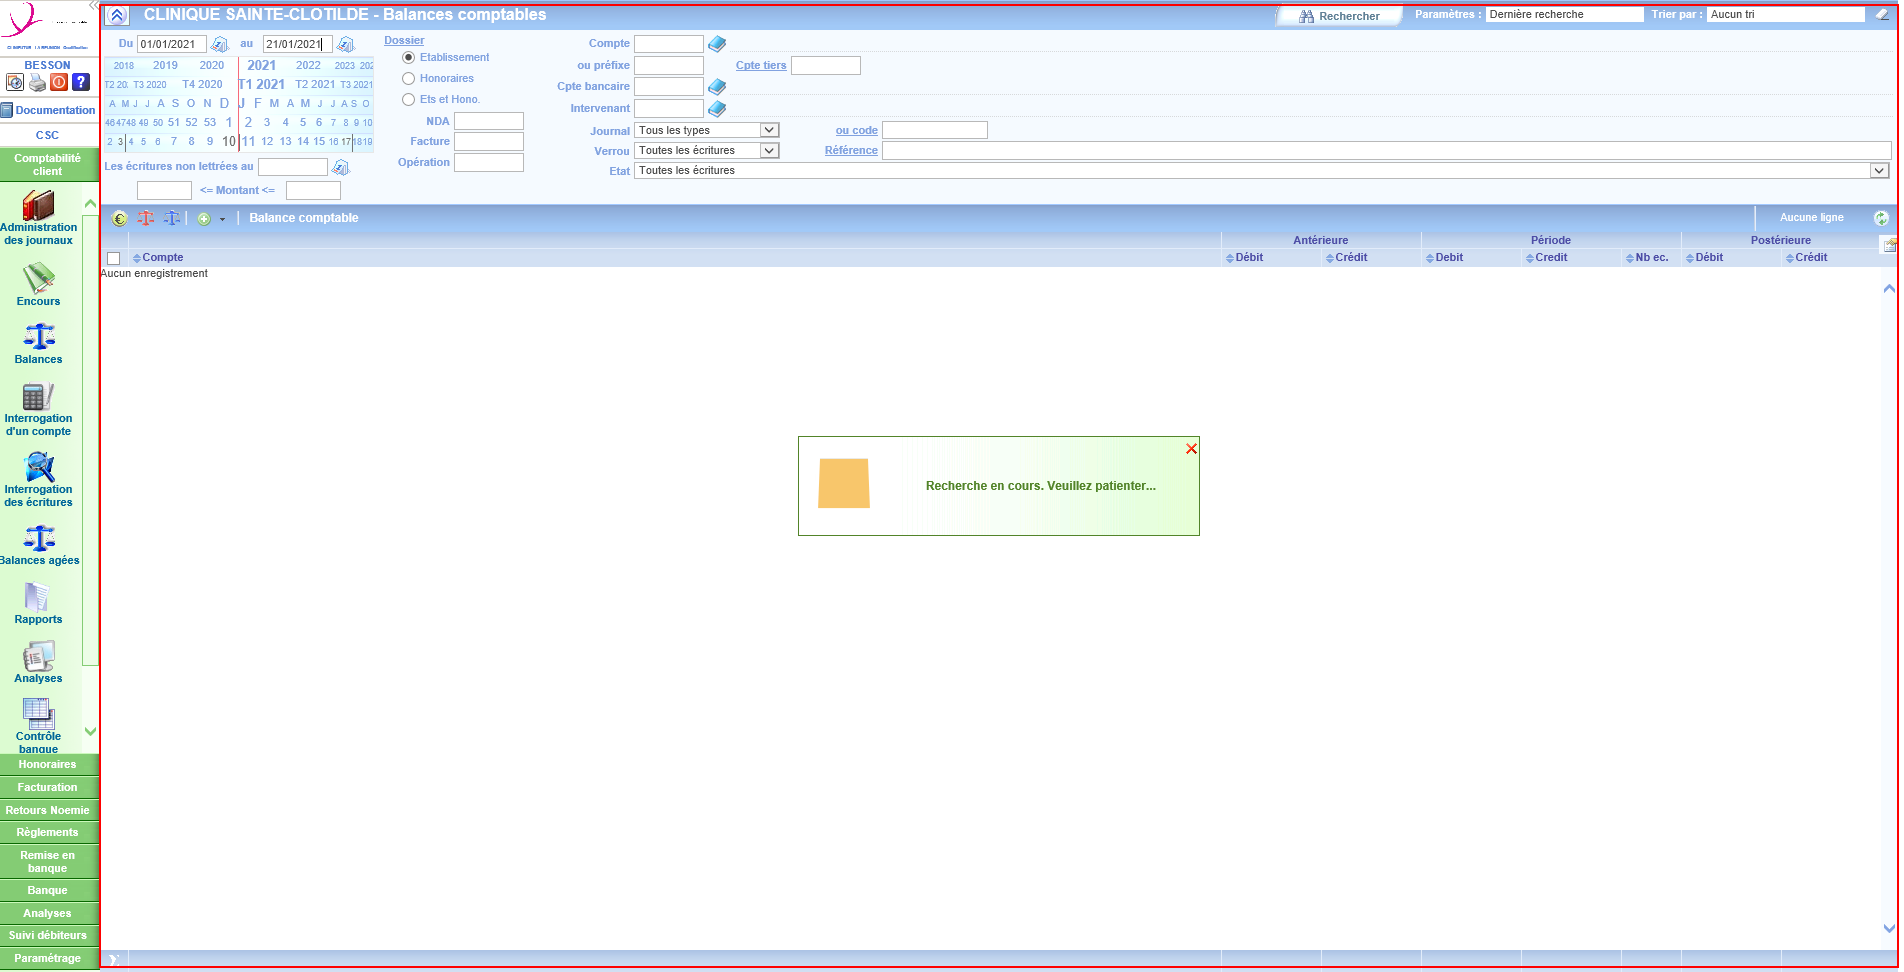 CLINIQUE SAINTE-CLOTILDE - Balances comptables
Rechercher
Paramètres : Dernière recherche
Trier par : Aucun tri
BESSON
Documentation
CSC
Comptabilité
client
Administration
des journaux
Encours
Balances
Interrogation
d'un compte
Interrogation
des écritures
Balances agées
Rapports
Analyses
Contrôle
banque
Honoraires
Facturation
Retours Noemie
Règlements
Remise en
banque
Banque
Analyses
Suivi débiteurs
Paramétrage
Du 01/01/2021 au 21/01/2021
2018 2019 2020 2021 2022 2023 202
T2 20: T3 2020 T4 2020 T1 2021 T2 2021 T3 2021
A M J J A S O N D J F M A M J J A S O
46 47 48 49 50 51 52 53 1 2 3 4 5 6 7 8 9 10
2 3 4 5 6 7 8 9 10 11 12 13 14 15 16 17 18 19
Les écritures non lettrées au
<= Montant <=
Dossier
Etablissement
Honoraires
Ets et Hono.
NDA
Facture
Opération
Compte
ou préfixe
Cpte tiers
Cpte bancaire
Intervenant
Journal Tous les types
ou code
Verrou Toutes les écritures
Référence
Etat Toutes les écritures
Balance comptable
Aucune ligne
Antérieure Période Postérieure
Compte Débit Crédit Debit Credit Nb ec. Débit Crédit
Aucun enregistrement
Recherche en cours. Veuillez patienter...